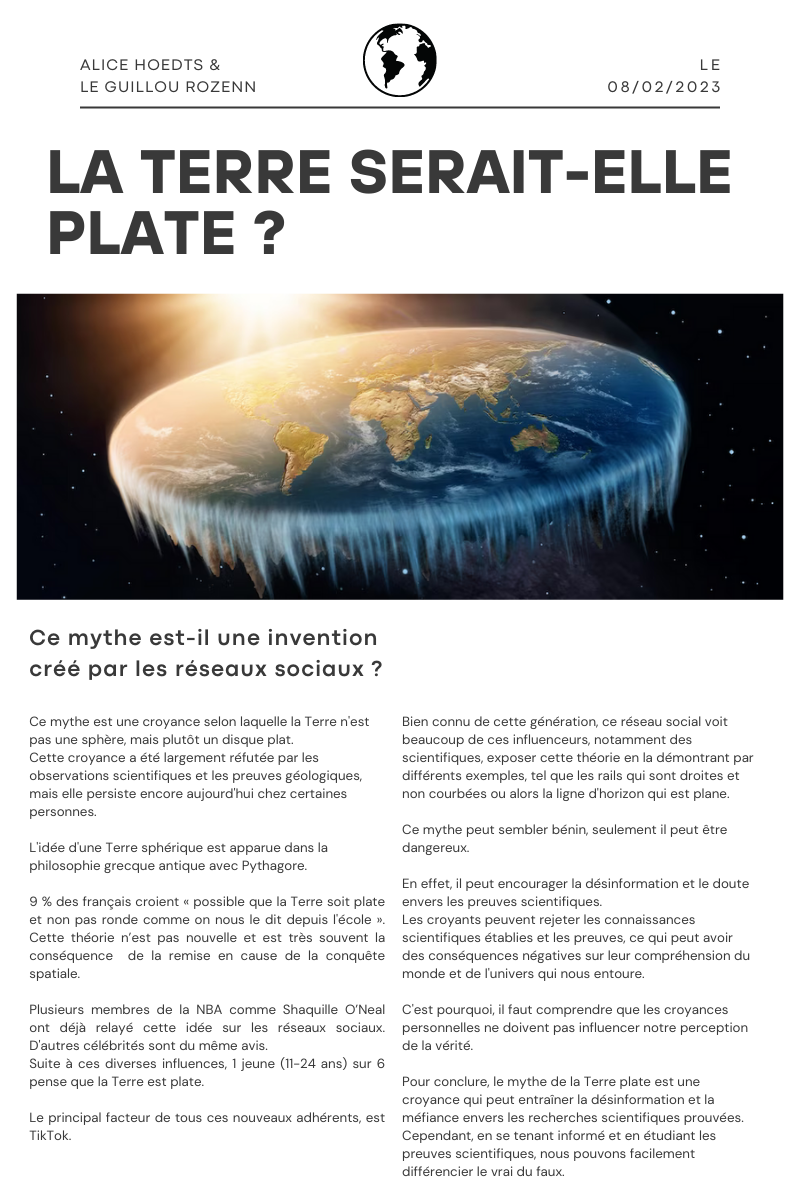 ALICE HOEDTS &
LE GUILLOU ROZENN
LE
08/02/2023
LA TERRE SERAIT-ELLE
PLATE ?
Ce mythe est-il une invention
créé par les réseaux sociaux ?
Ce mythe est une croyance selon laquelle la Terre n'est
pas une sphère, mais plutôt un disque plat.
Cette croyance a été largement réfutée par les
observations scientifiques et les preuves géologiques,
mais elle persiste encore aujourd'hui chez certaines
personnes.
L'idée d'une Terre sphérique est apparue dans la
philosophie grecque antique avec Pythagore.
9 % des français croient « possible que la Terre soit plate
et non pas ronde comme on nous le dit depuis l'école ».
Cette théorie n'est pas nouvelle et est très souvent la
conséquence de la remise en cause de la conquête
spatiale.
Plusieurs membres de la NBA comme Shaquille O'Neal
ont déjà relayé cette idée sur les réseaux sociaux.
D'autres célébrités sont du même avis.
Suite à ces diverses influences, 1 jeune (11-24 ans) sur 6
pense que la Terre est plate.
Le principal facteur de tous ces nouveaux adhérents, est
TikTok.
Bien connu de cette génération, ce réseau social voit
beaucoup de ces influenceurs, notamment des
scientifiques, exposer cette théorie en la démontrant par
différents exemples, tel que les rails qui sont droites et
non courbées ou alors la ligne d'horizon qui est plane.
Ce mythe peut sembler bénin, seulement il peut être
dangereux.
En effet, il peut encourager la désinformation et le doute
envers les preuves scientifiques.
Les croyants peuvent rejeter les connaissances
scientifiques établies et les preuves, ce qui peut avoir
des conséquences négatives sur leur compréhension du
monde et de l'univers qui nous entoure.
C'est pourquoi, il faut comprendre que les croyances
personnelles ne doivent pas influencer notre perception
de la vérité.
Pour conclure, le mythe de la Terre plate est une
croyance qui peut entraîner la désinformation et la
méfiance envers les recherches scientifiques prouvées.
Cependant, en se tenant informé et en étudiant les
preuves scientifiques, nous pouvons facilement
différencier le vrai du faux.